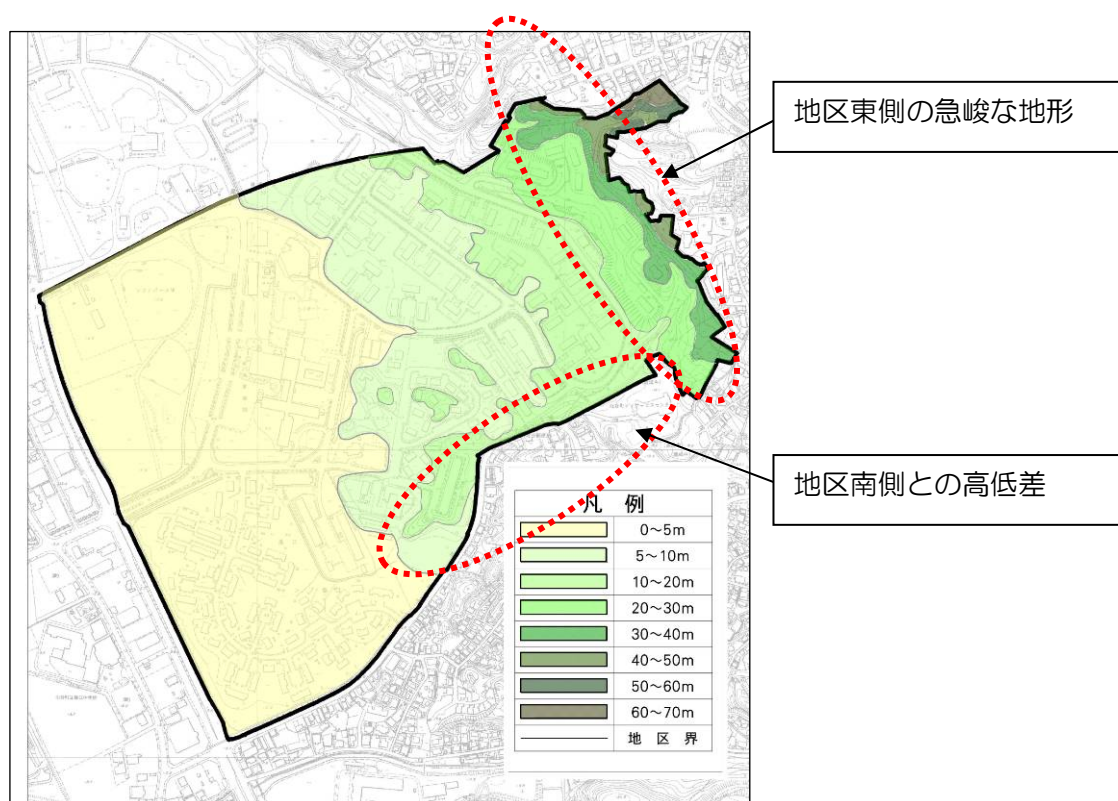 地区東側の急峻な地形
地区南側との高低差
凡 例
0～5m
5～10m
10～20m
20～30m
30～40m
40～50m
50～60m
60～70m
地 区 界